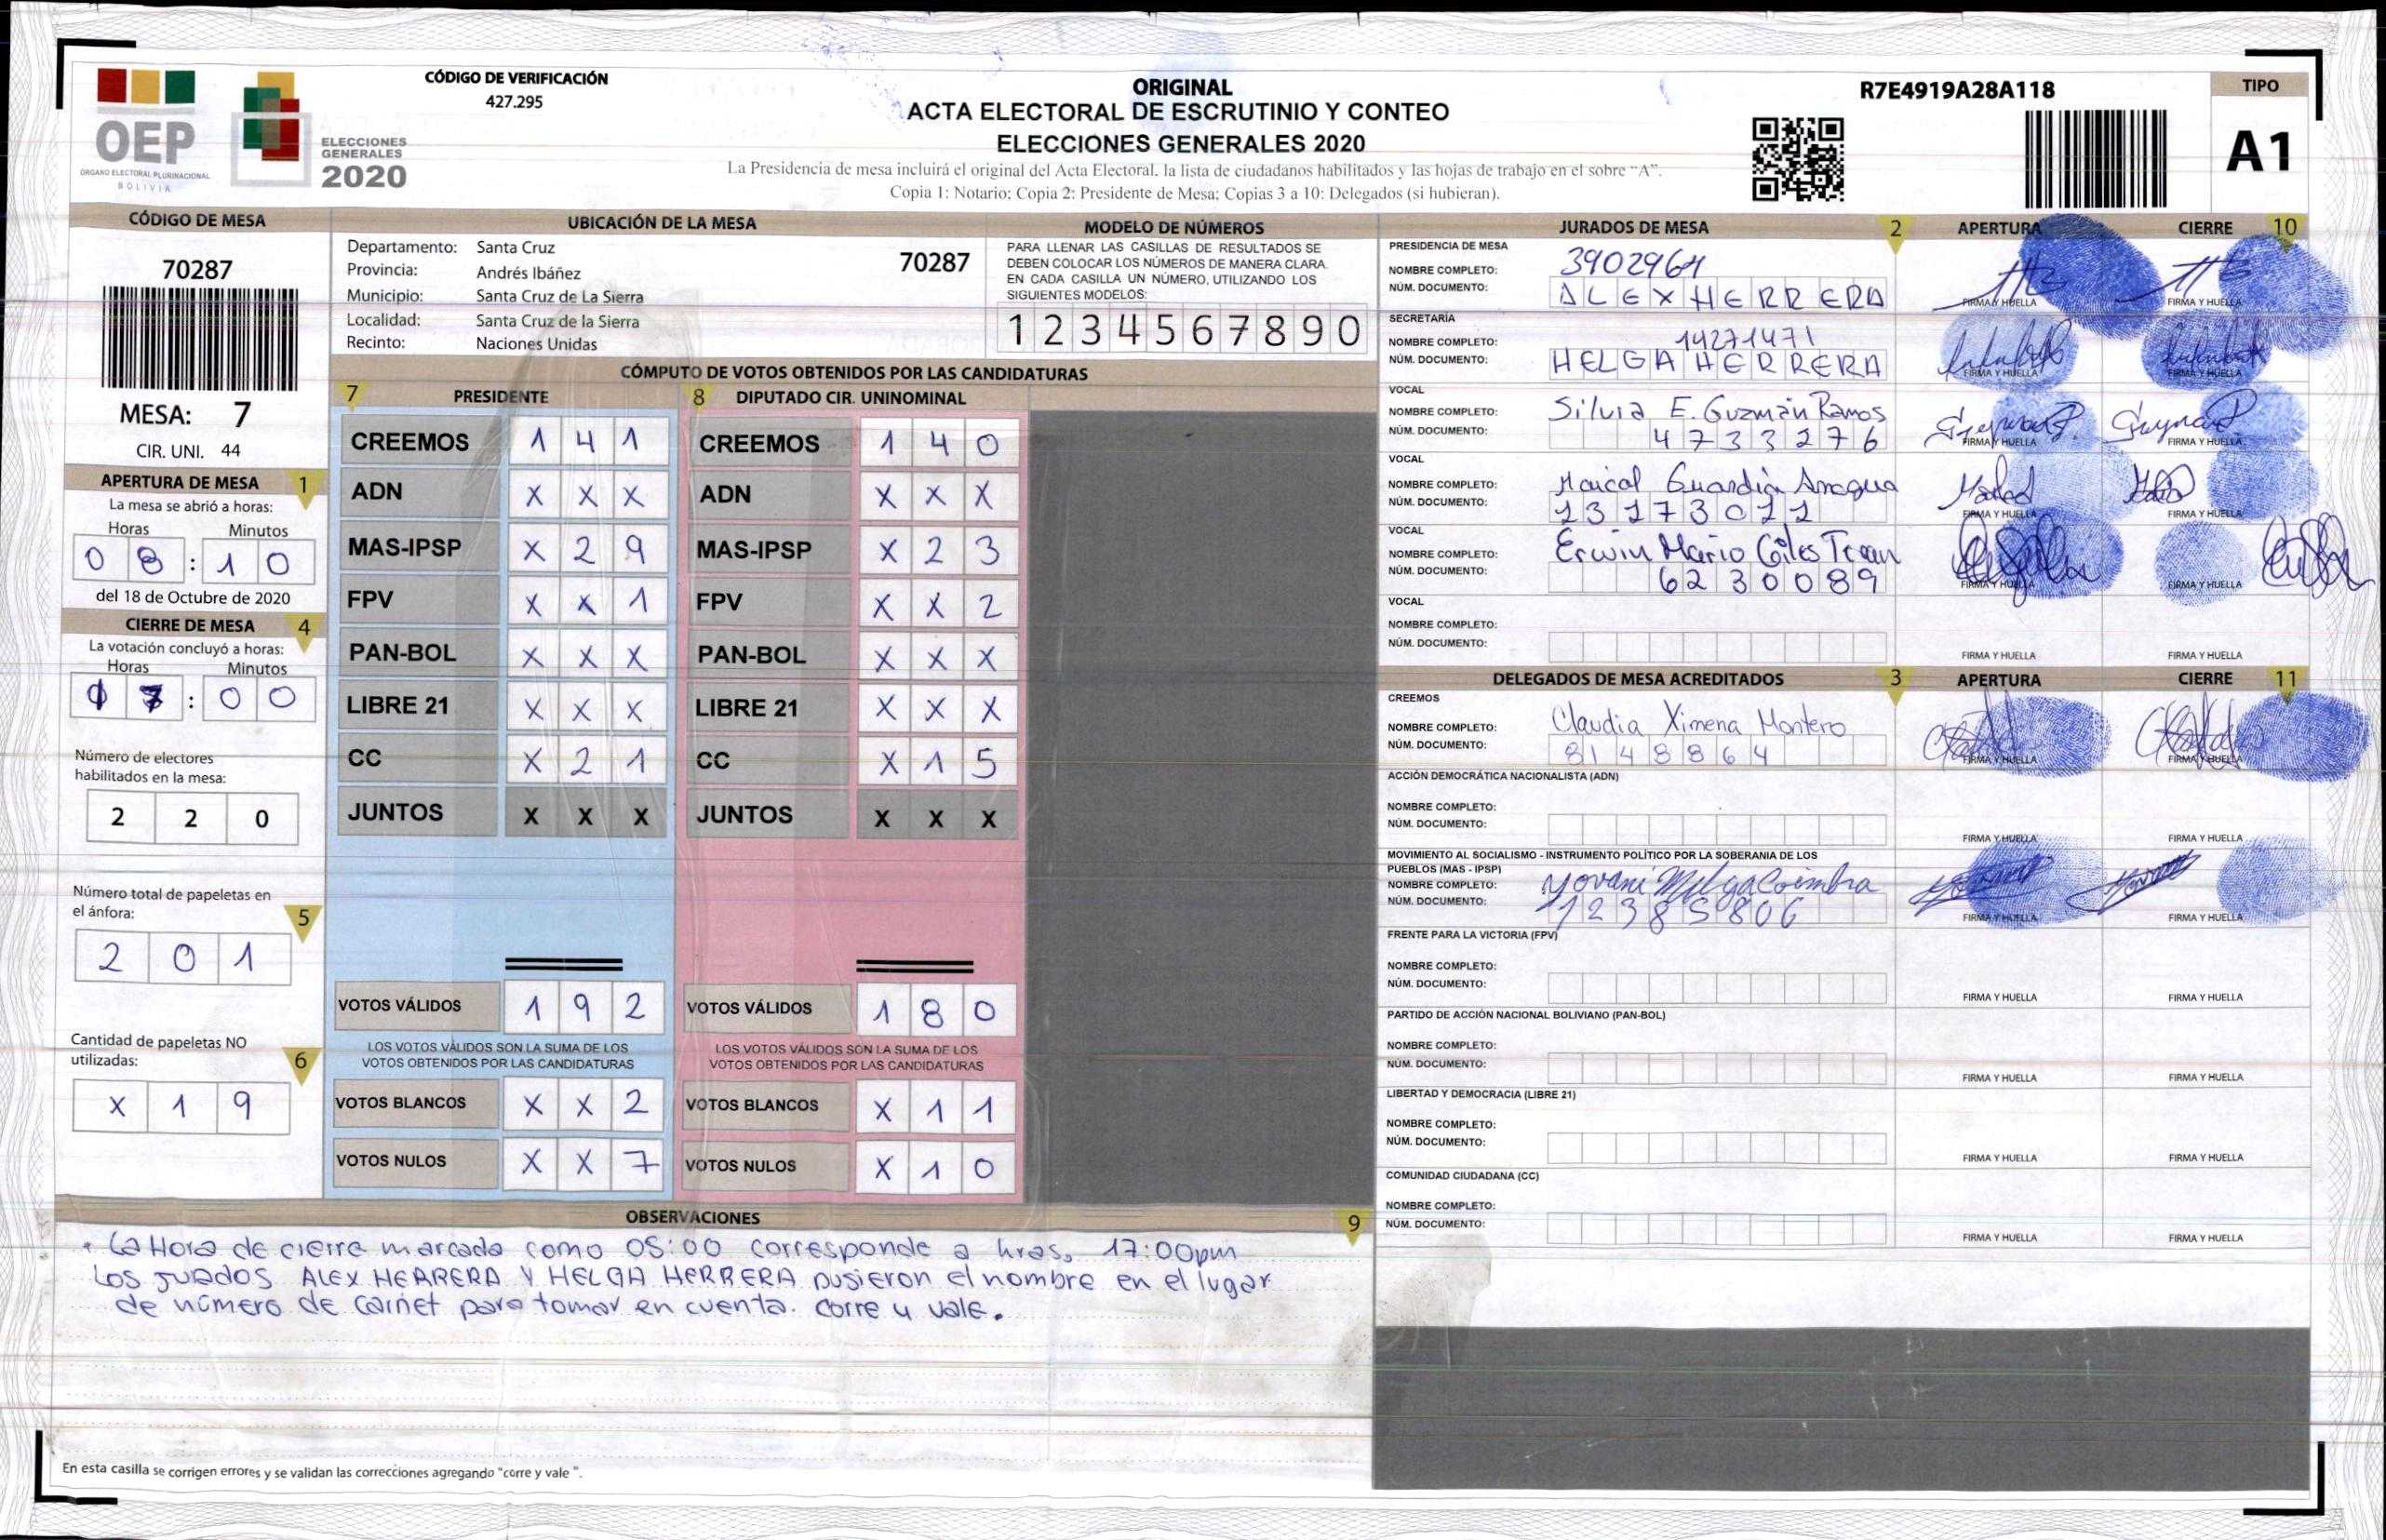 OEP
ORGANO ELECTORAL PLURINACIONAL
BOLIVIA
ELECCIONES
GENERALES
2020
CÓDIGO DE VERIFICACIÓN
427.295
ORIGINAL
ACTA ELECTORAL DE ESCRUTINIO Y CONTEO
ELECCIONES GENERALES 2020
La Presidencia de mesa incluirá el original del Acta Electoral, la lista de ciudadanos habilitados y las hojas de trabajo en el sobre "A".
Copia 1: Notario; Copia 2: Presidente de Mesa; Copias 3 a 10: Delegados (si hubieran).
R7E4919A28A118
TIPO
A1
CÓDIGO DE MESA
70287
MESA: 7
CIR. UNI. 44
APERTURA DE MESA 1
La mesa se abrió a horas:
Horas Minutos
0 8 : 1 0
del 18 de Octubre de 2020
CIERRE DE MESA 4
La votación concluyó a horas:
Horas Minutos
1 7 : 0 0
Número de electores
habilitados en la mesa:
2 2 0
Número total de papeletas en
el ánfora: 5
2 0 1
Cantidad de papeletas NO
utilizadas: 6
X 1 9
UBICACIÓN DE LA MESA
Departamento: Santa Cruz 70287
Provincia: Andrés Ibáñez
Municipio: Santa Cruz de La Sierra
Localidad: Santa Cruz de la Sierra
Recinto: Naciones Unidas
MODELO DE NÚMEROS
PARA LLENAR LAS CASILLAS DE RESULTADOS SE
DEBEN COLOCAR LOS NÚMEROS DE MANERA CLARA.
EN CADA CASILLA UN NÚMERO, UTILIZANDO LOS
SIGUIENTES MODELOS:
1 2 3 4 5 6 7 8 9 0
CÓMPUTO DE VOTOS OBTENIDOS POR LAS CANDIDATURAS
7 PRESIDENTE
CREEMOS 1 4 1
ADN X X X
MAS-IPSP X 2 9
FPV X X 1
PAN-BOL X X X
LIBRE 21 X X X
CC X 2 1
JUNTOS X X X
VOTOS VÁLIDOS 1 9 2
LOS VOTOS VÁLIDOS SON LA SUMA DE LOS
VOTOS OBTENIDOS POR LAS CANDIDATURAS
VOTOS BLANCOS X X 2
VOTOS NULOS X X 7
8 DIPUTADO CIR. UNINOMINAL
CREEMOS 1 4 0
ADN X X X
MAS-IPSP X 2 3
FPV X X 2
PAN-BOL X X X
LIBRE 21 X X X
CC X 1 5
JUNTOS X X X
VOTOS VÁLIDOS 1 8 0
LOS VOTOS VÁLIDOS SON LA SUMA DE LOS
VOTOS OBTENIDOS POR LAS CANDIDATURAS
VOTOS BLANCOS X 1 1
VOTOS NULOS X 1 0
OBSERVACIONES 9
* La Hora de cierre marcada como 05:00 corresponde a hras, 17:00pm
Los Jurados ALEX HERRERA Y HELGA HERRERA pusieron el nombre en el lugar
de número de carnet para tomar en cuenta. corre y vale.
En esta casilla se corrigen errores y se validan las correcciones agregando "corre y vale ".
JURADOS DE MESA 2 APERTURA CIERRE 10
PRESIDENCIA DE MESA
NOMBRE COMPLETO: 3902964
NÚM. DOCUMENTO: ALEX HERRERA
FIRMA Y HUELLA FIRMA Y HUELLA
SECRETARÍA
NOMBRE COMPLETO: 14271471
NÚM. DOCUMENTO: HELGA HERRERA
FIRMA Y HUELLA FIRMA Y HUELLA
VOCAL
NOMBRE COMPLETO: Silvia E. Guzmán Ramos
NÚM. DOCUMENTO: 4733276
FIRMA Y HUELLA FIRMA Y HUELLA
VOCAL
NOMBRE COMPLETO: Guardia
NÚM. DOCUMENTO: 13173011
FIRMA Y HUELLA FIRMA Y HUELLA
VOCAL
NOMBRE COMPLETO: Erwin Mario
NÚM. DOCUMENTO: 6230089
FIRMA Y HUELLA FIRMA Y HUELLA
VOCAL
NOMBRE COMPLETO:
NÚM. DOCUMENTO:
FIRMA Y HUELLA FIRMA Y HUELLA
DELEGADOS DE MESA ACREDITADOS 3 APERTURA CIERRE 11
CREEMOS
NOMBRE COMPLETO: Claudia Ximena Montero
NÚM. DOCUMENTO: 8148864
FIRMA Y HUELLA FIRMA Y HUELLA
ACCIÓN DEMOCRÁTICA NACIONALISTA (ADN)
NOMBRE COMPLETO:
NÚM. DOCUMENTO:
FIRMA Y HUELLA FIRMA Y HUELLA
MOVIMIENTO AL SOCIALISMO - INSTRUMENTO POLÍTICO POR LA SOBERANIA DE LOS
PUEBLOS (MAS - IPSP)
NOMBRE COMPLETO: Yovani Melga Coimbra
NÚM. DOCUMENTO: 12385806
FIRMA Y HUELLA FIRMA Y HUELLA
FRENTE PARA LA VICTORIA (FPV)
NOMBRE COMPLETO:
NÚM. DOCUMENTO:
FIRMA Y HUELLA FIRMA Y HUELLA
PARTIDO DE ACCIÓN NACIONAL BOLIVIANO (PAN-BOL)
NOMBRE COMPLETO:
NÚM. DOCUMENTO:
FIRMA Y HUELLA FIRMA Y HUELLA
LIBERTAD Y DEMOCRACIA (LIBRE 21)
NOMBRE COMPLETO:
NÚM. DOCUMENTO:
FIRMA Y HUELLA FIRMA Y HUELLA
COMUNIDAD CIUDADANA (CC)
NOMBRE COMPLETO:
NÚM. DOCUMENTO:
FIRMA Y HUELLA FIRMA Y HUELLA